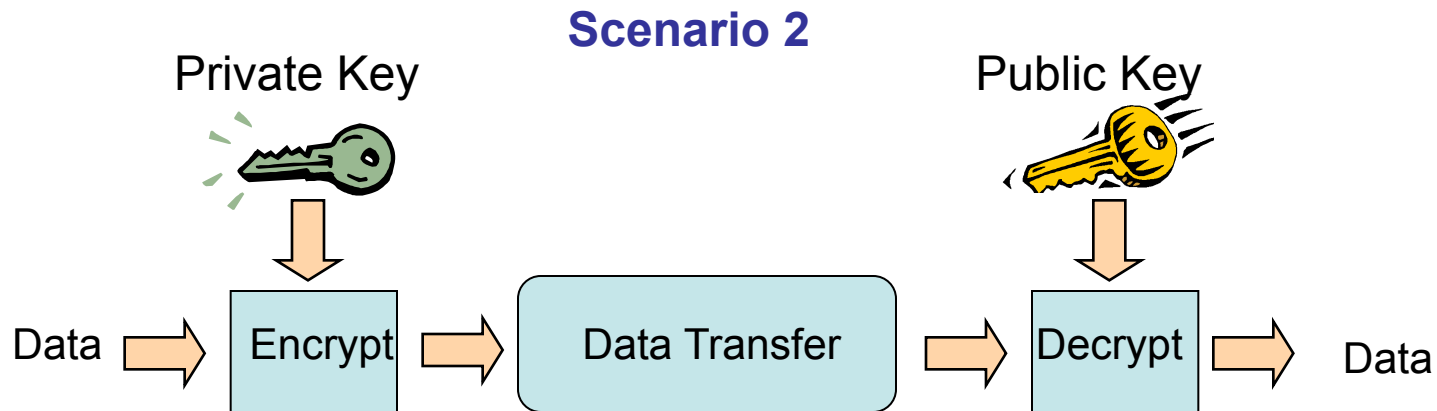 Scenario 2
Private Key
Public Key
Data
Encrypt
Data Transfer
Decrypt
Data